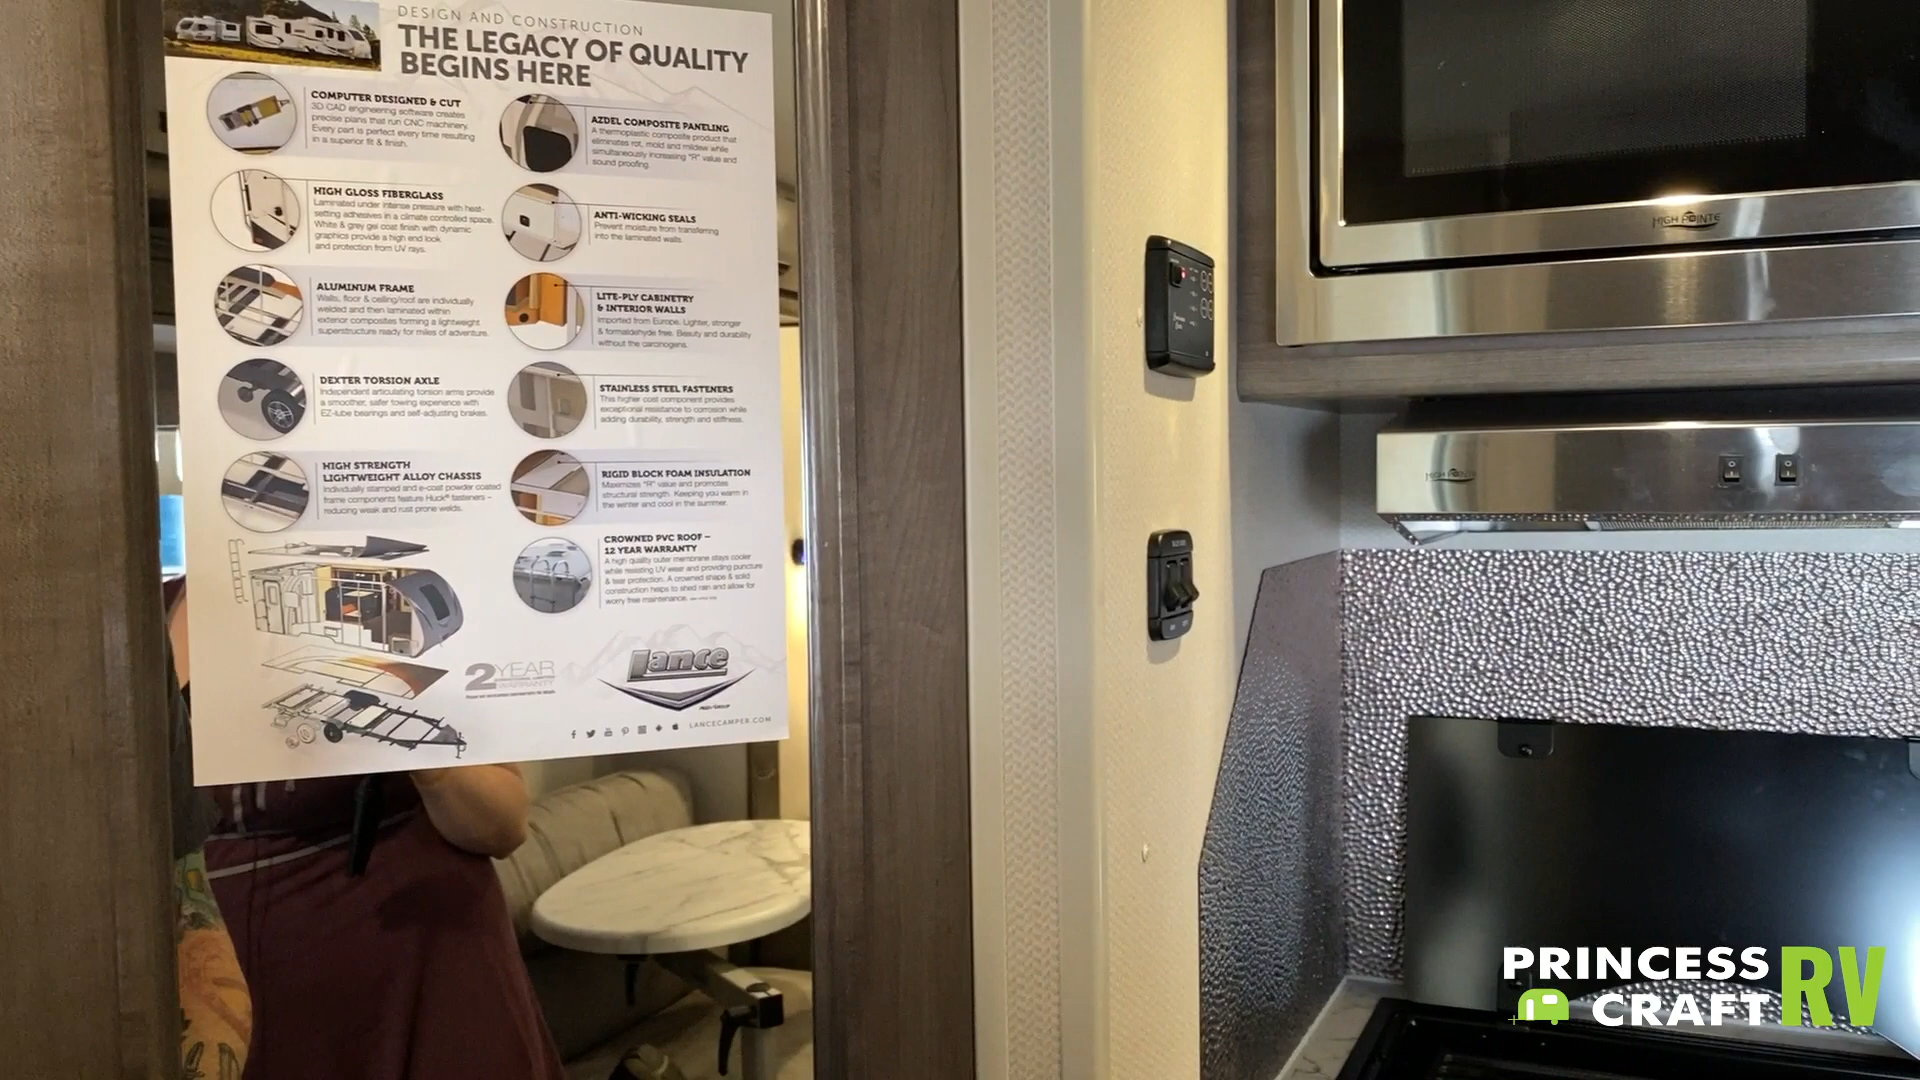 DESIGN AND CONSTRUCTION
THE LEGACY OF QUALITY
BEGINS HERE
COMPUTER DESIGNED & CUT
3D CAD engineering software creates
precise plans that run CNC machinery.
Every part is perfect every time resulting
in a superior fit & finish.
HIGH GLOSS FIBERGLASS
Laminated under intense pressure with heat-
setting adhesives in a climate controlled space.
White & grey gel coat finish with dynamic
graphics provide a high end look
and protection from UV rays.
ALUMINUM FRAME
Walls, floor & ceiling/roof are individually
welded and then laminated within
exterior composites forming a lightweight
superstructure ready for miles of adventure.
DEXTER TORSION AXLE
Independent articulating torsion arms provide
a smoother, safer towing experience with
EZ-lube bearings and self-adjusting brakes.
HIGH STRENGTH
LIGHTWEIGHT ALLOY CHASSIS
Individually stamped and e-coat powder coated
frame components feature Huck® fasteners –
reducing weak and rust prone welds.
AZDEL COMPOSITE PANELING
A thermoplastic composite product that
eliminates rot, mold and mildew while
simultaneously increasing "R" value and
sound proofing.
ANTI-WICKING SEALS
Prevent moisture from transferring
into the laminated walls.
LITE-PLY CABINETRY
& INTERIOR WALLS
Imported from Europe. Lighter, stronger
& formaldehyde free. Beauty and durability
without the carcinogens.
STAINLESS STEEL FASTENERS
This higher cost component provides
exceptional resistance to corrosion while
adding durability, strength and stiffness.
RIGID BLOCK FOAM INSULATION
Maximizes "R" value and promotes
structural strength. Keeping you warm in
the winter and cool in the summer.
CROWNED PVC ROOF –
12 YEAR WARRANTY
A high quality outer membrane stays cooler
while resisting UV wear and providing puncture
& tear protection. A crowned shape & solid
construction helps to shed rain and allow for
worry free maintenance.
2 YEAR
WARRANTY
Lance
LANCECAMPER.COM
HIGH POINTE
HIGH POINTE
PRINCESS
CRAFT RV